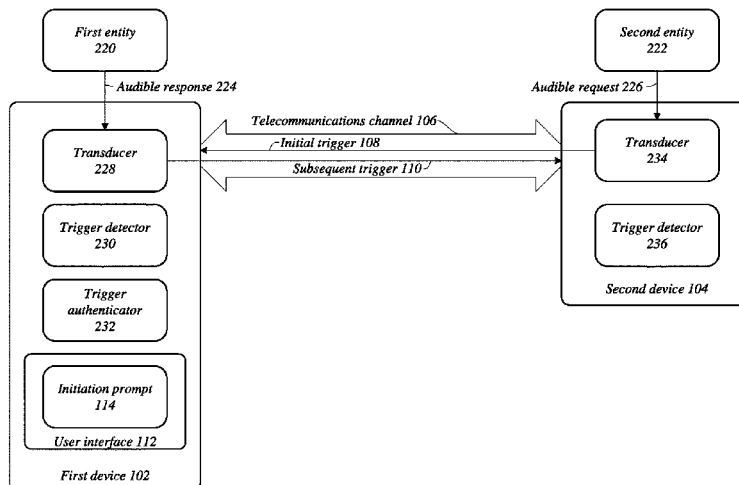 First entity
220
Second entity
222
Audible response 224
Audible request 226
Telecommunications channel 106
Initial trigger 108
Subsequent trigger 110
Transducer
228
Transducer
234
Trigger detector
230
Trigger detector
236
Second device 104
Trigger
authenticator
232
Initiation prompt
114
User interface 112
First device 102